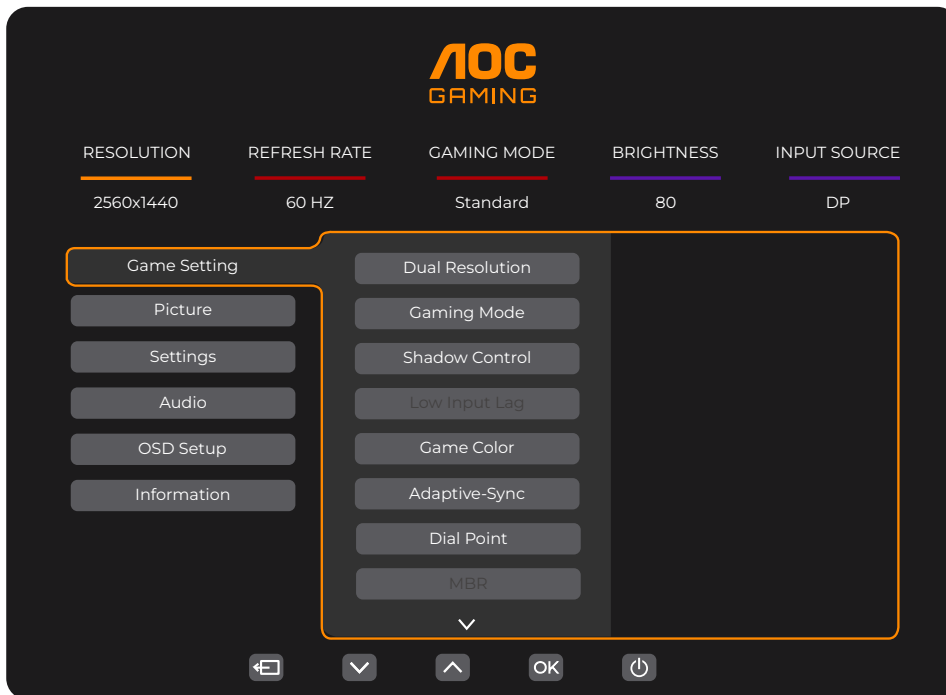 AOC
GAMING
RESOLUTION REFRESH RATE GAMING MODE BRIGHTNESS INPUT SOURCE
2560x1440 60 HZ Standard 80 DP
Game Setting
Picture
Settings
Audio
OSD Setup
Information
Dual Resolution
Gaming Mode
Shadow Control
Low Input Lag
Game Color
Adaptive-Sync
Dial Point
MBR
OK